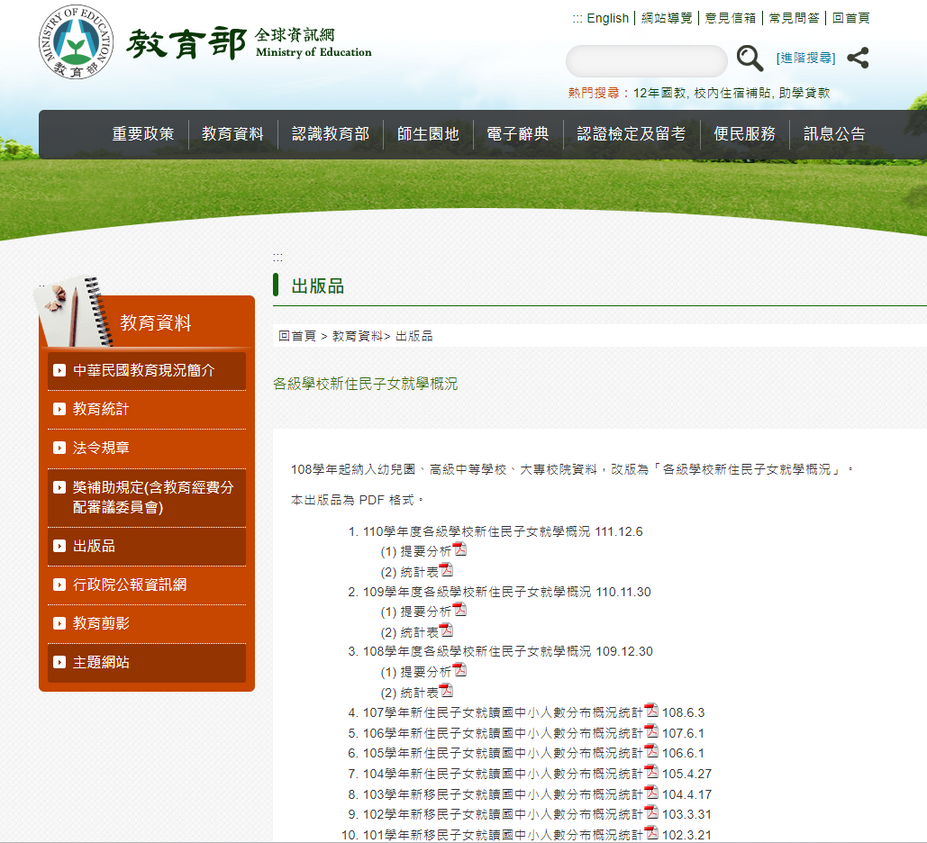 MINISTRY OF EDUCATION
教育部
教育部 全球資訊網
Ministry of Education
::: English | 網站導覽 | 意見信箱 | 常見問答 | 回首頁
[進階搜尋]
熱門搜尋：12年國教, 校內住宿補貼, 助學貸款
重要政策 | 教育資料 | 認識教育部 | 師生園地 | 電子辭典 | 認證檢定及留考 | 便民服務 | 訊息公告
:::
出版品
教育資料
回首頁 > 教育資料> 出版品
中華民國教育現況簡介
教育統計
法令規章
獎補助規定(含教育經費分
配審議委員會)
出版品
行政院公報資訊網
教育剪影
主題網站
各級學校新住民子女就學概況
108學年起納入幼兒園、高級中等學校、大專校院資料，改版為「各級學校新住民子女就學概況」。
本出版品為 PDF 格式。
1. 110學年度各級學校新住民子女就學概況 111.12.6
(1) 提要分析
(2) 統計表
2. 109學年度各級學校新住民子女就學概況 110.11.30
(1) 提要分析
(2) 統計表
3. 108學年度各級學校新住民子女就學概況 109.12.30
(1) 提要分析
(2) 統計表
4. 107學年新住民子女就讀國中小人數分布概況統計 108.6.3
5. 106學年新住民子女就讀國中小人數分布概況統計 107.6.1
6. 105學年新住民子女就讀國中小人數分布概況統計 106.6.1
7. 104學年新住民子女就讀國中小人數分布概況統計 105.4.27
8. 103學年新移民子女就讀國中小人數分布概況統計 104.4.17
9. 102學年新移民子女就讀國中小人數分布概況統計 103.3.31
10. 101學年新移民子女就讀國中小人數分布概況統計 102.3.21